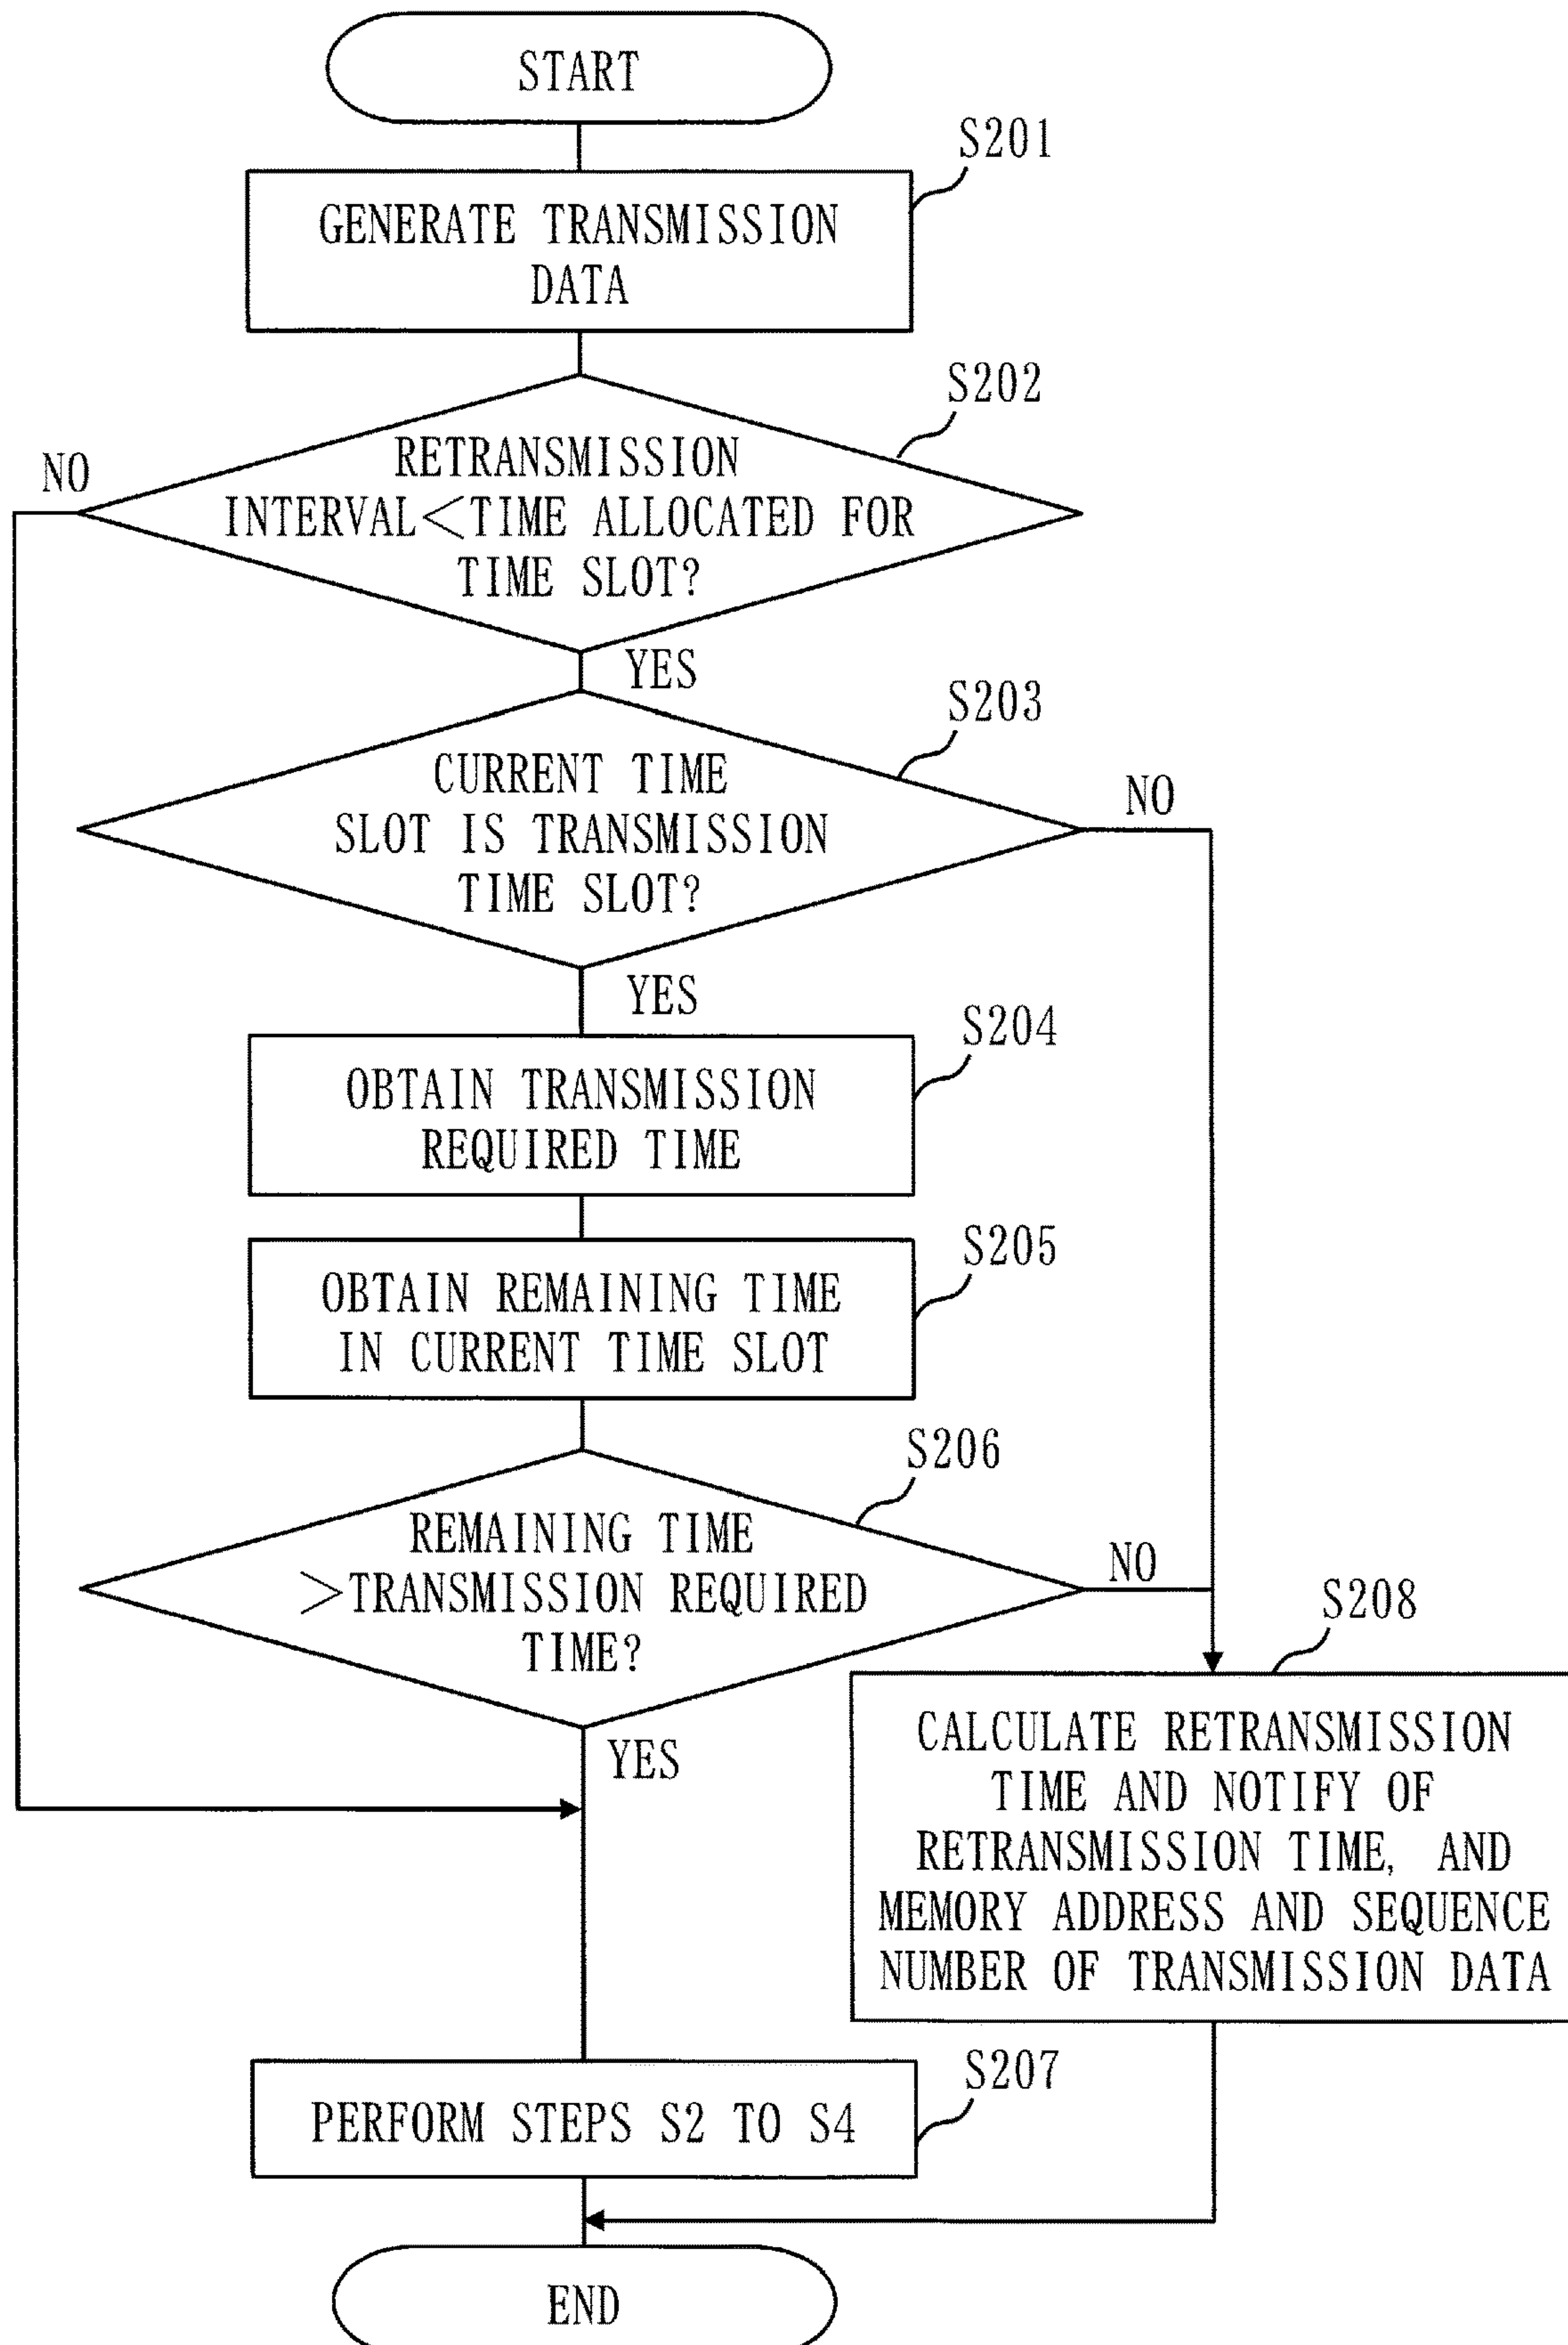 START
S201
GENERATE TRANSMISSION
DATA
S202
NO
RETRANSMISSION
INTERVAL<TIME ALLOCATED FOR
TIME SLOT?
YES
S203
CURRENT TIME
SLOT IS TRANSMISSION
TIME SLOT?
NO
YES
S204
OBTAIN TRANSMISSION
REQUIRED TIME
S205
OBTAIN REMAINING TIME
IN CURRENT TIME SLOT
S206
REMAINING TIME
>TRANSMISSION REQUIRED
TIME?
NO
YES
S208
CALCULATE RETRANSMISSION
TIME AND NOTIFY OF
RETRANSMISSION TIME, AND
MEMORY ADDRESS AND SEQUENCE
NUMBER OF TRANSMISSION DATA
S207
PERFORM STEPS S2 TO S4
END